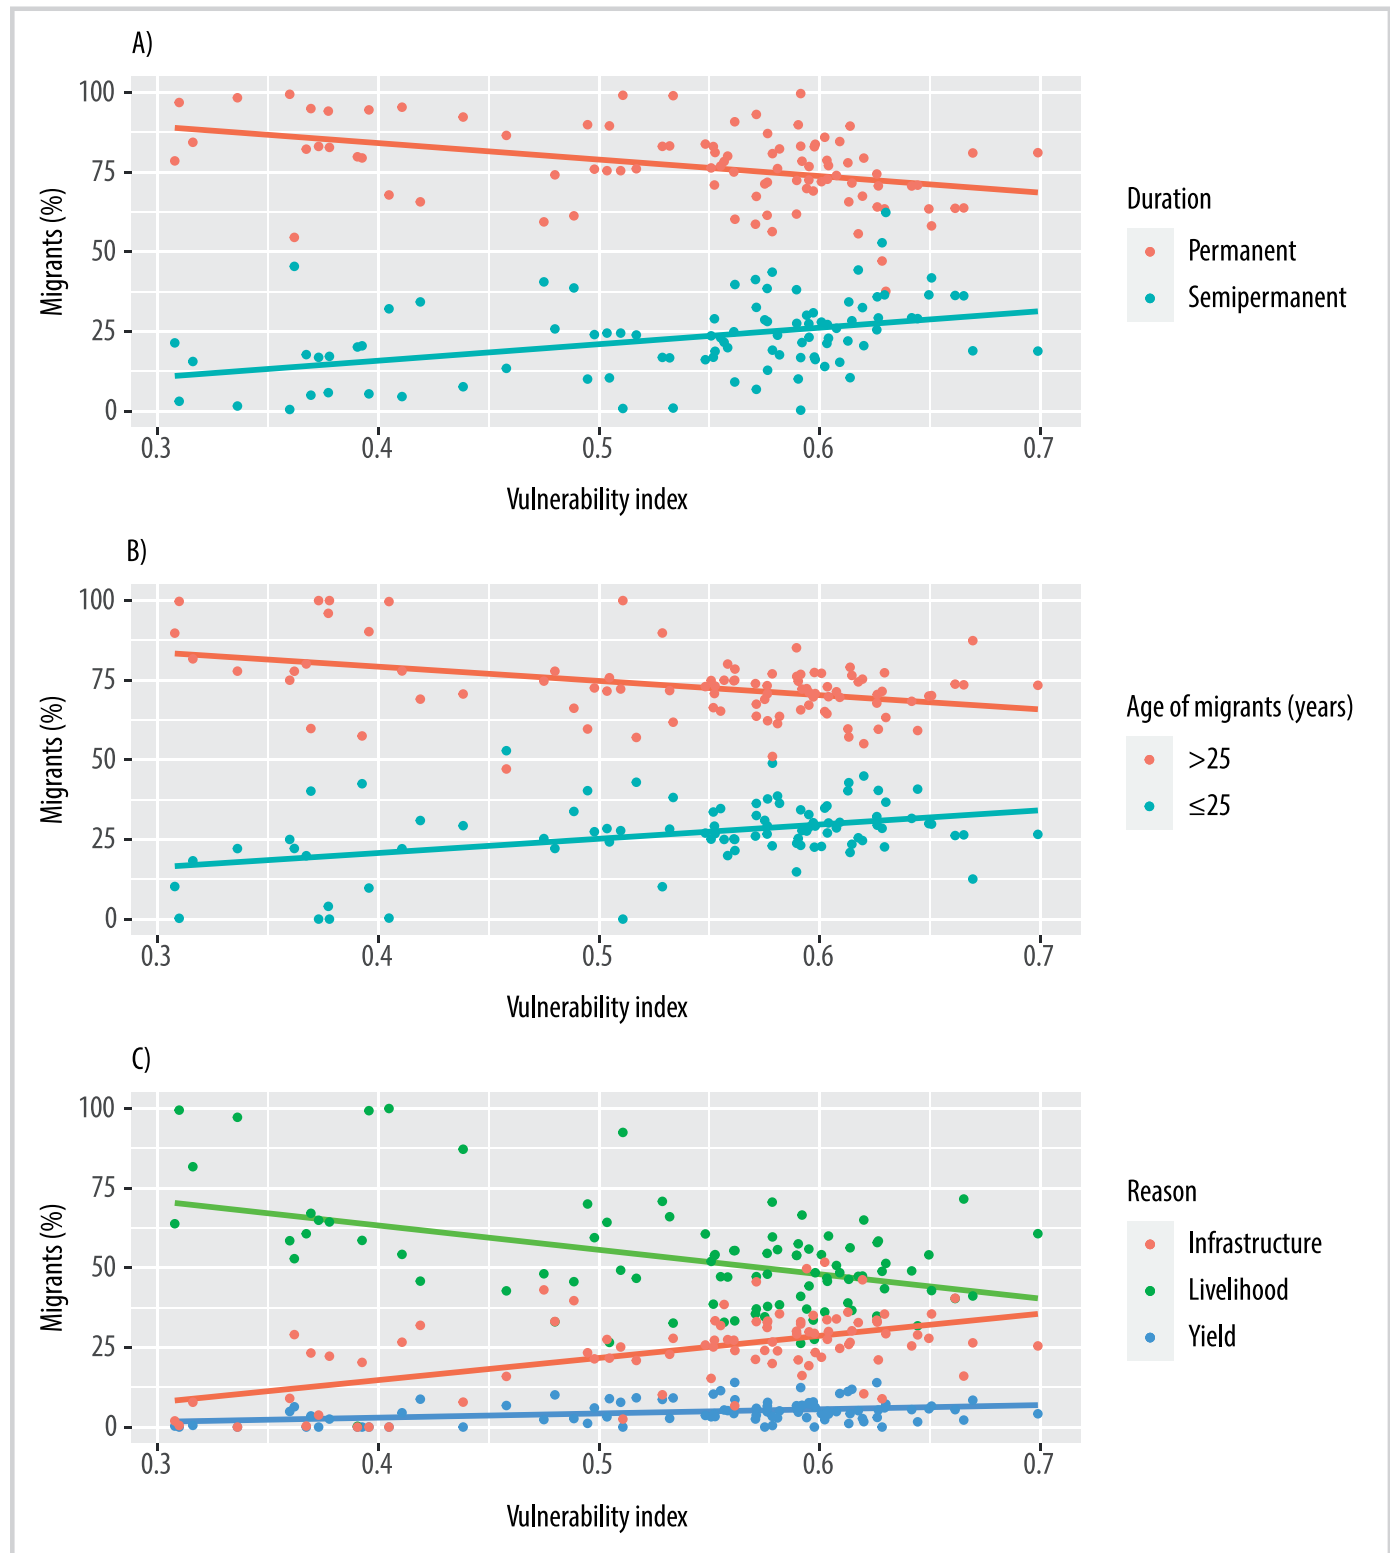 A)
100
75
50
25
0
Migrants (%)
0.3 0.4 0.5 0.6 0.7
Vulnerability index
Duration
Permanent
Semipermanent
B)
100
75
50
25
0
Migrants (%)
0.3 0.4 0.5 0.6 0.7
Vulnerability index
Age of migrants (years)
>25
≤25
C)
100
75
50
25
0
Migrants (%)
0.3 0.4 0.5 0.6 0.7
Vulnerability index
Reason
Infrastructure
Livelihood
Yield